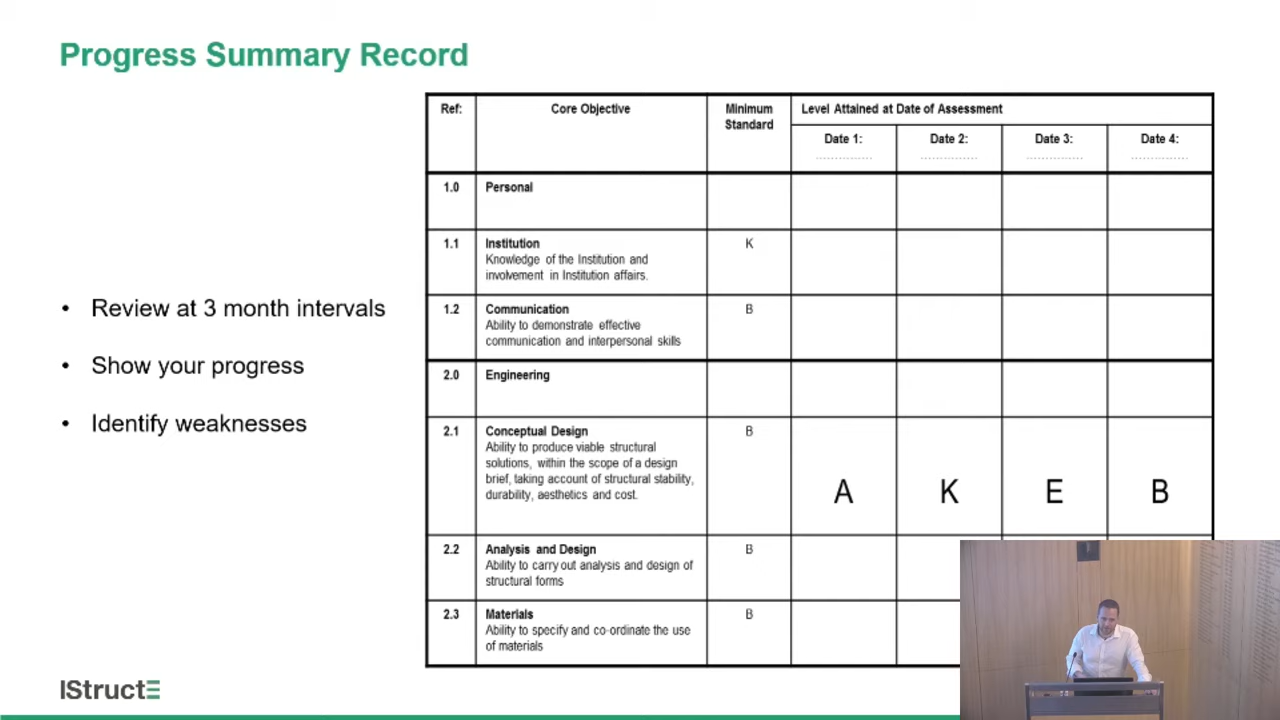 Progress Summary Record
• Review at 3 month intervals
• Show your progress
• Identify weaknesses
Ref:
Core Objective
Minimum
Standard
Level Attained at Date of Assessment
Date 1:
Date 2:
Date 3:
Date 4:
1.0
Personal
1.1
Institution
K
Knowledge of the Institution and
involvement in Institution affairs.
1.2
Communication
B
Ability to demonstrate effective
communication and interpersonal skills
2.0
Engineering
2.1
Conceptual Design
B
Ability to produce viable structural
solutions, within the scope of a design
brief, taking account of structural stability,
durability, aesthetics and cost.
A
K
E
B
2.2
Analysis and Design
B
Ability to carry out analysis and design of
structural forms
2.3
Materials
B
Ability to specify and co-ordinate the use
of materials
IStructE